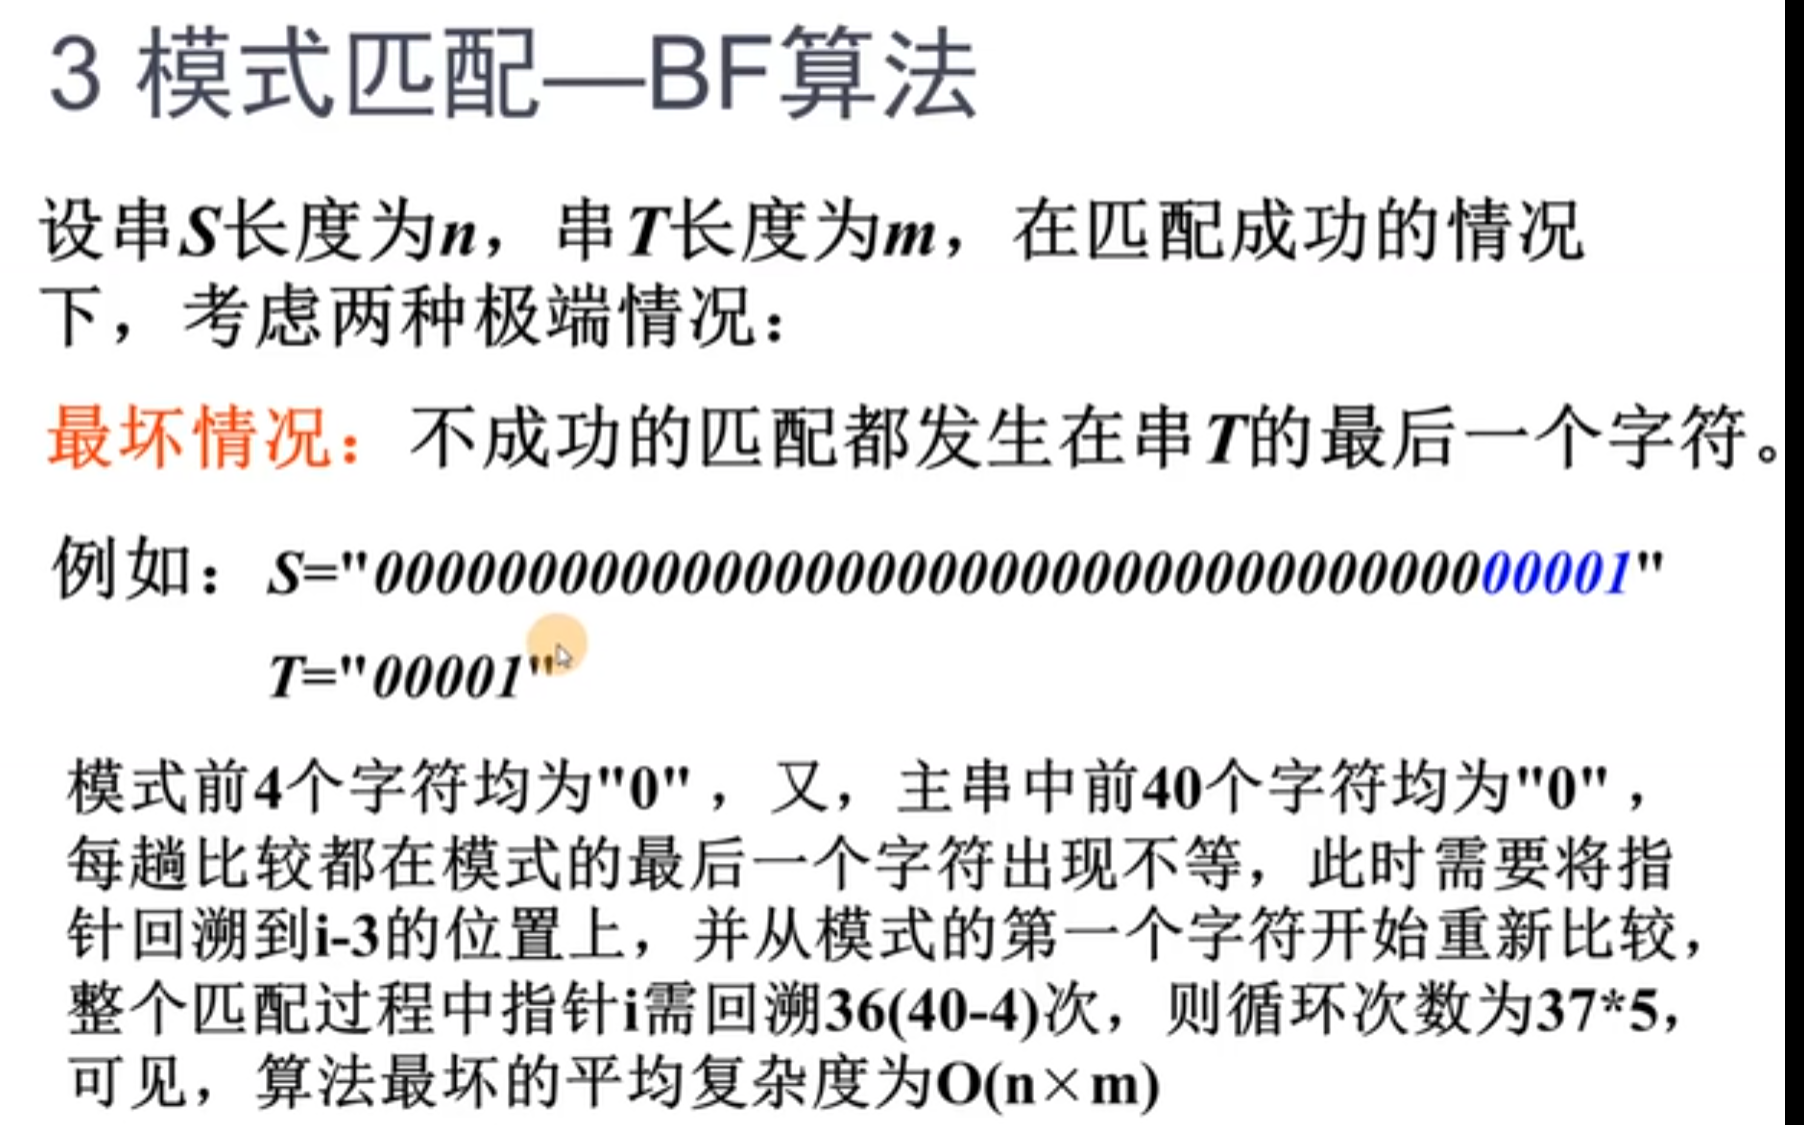 3 模式匹配—BF算法
设串S长度为n，串T长度为m，在匹配成功的情况
下，考虑两种极端情况：
最坏情况：不成功的匹配都发生在串T的最后一个字符。
例如：S="00000000000000000000000000000000000000001"
T="00001"
模式前4个字符均为"0"，又，主串中前40个字符均为"0"，
每趟比较都在模式的最后一个字符出现不等，此时需要将指
针回溯到i-3的位置上，并从模式的第一个字符开始重新比较，
整个匹配过程中指针i需回溯36(40-4)次，则循环次数为37*5，
可见，算法最坏的平均复杂度为O(n×m)